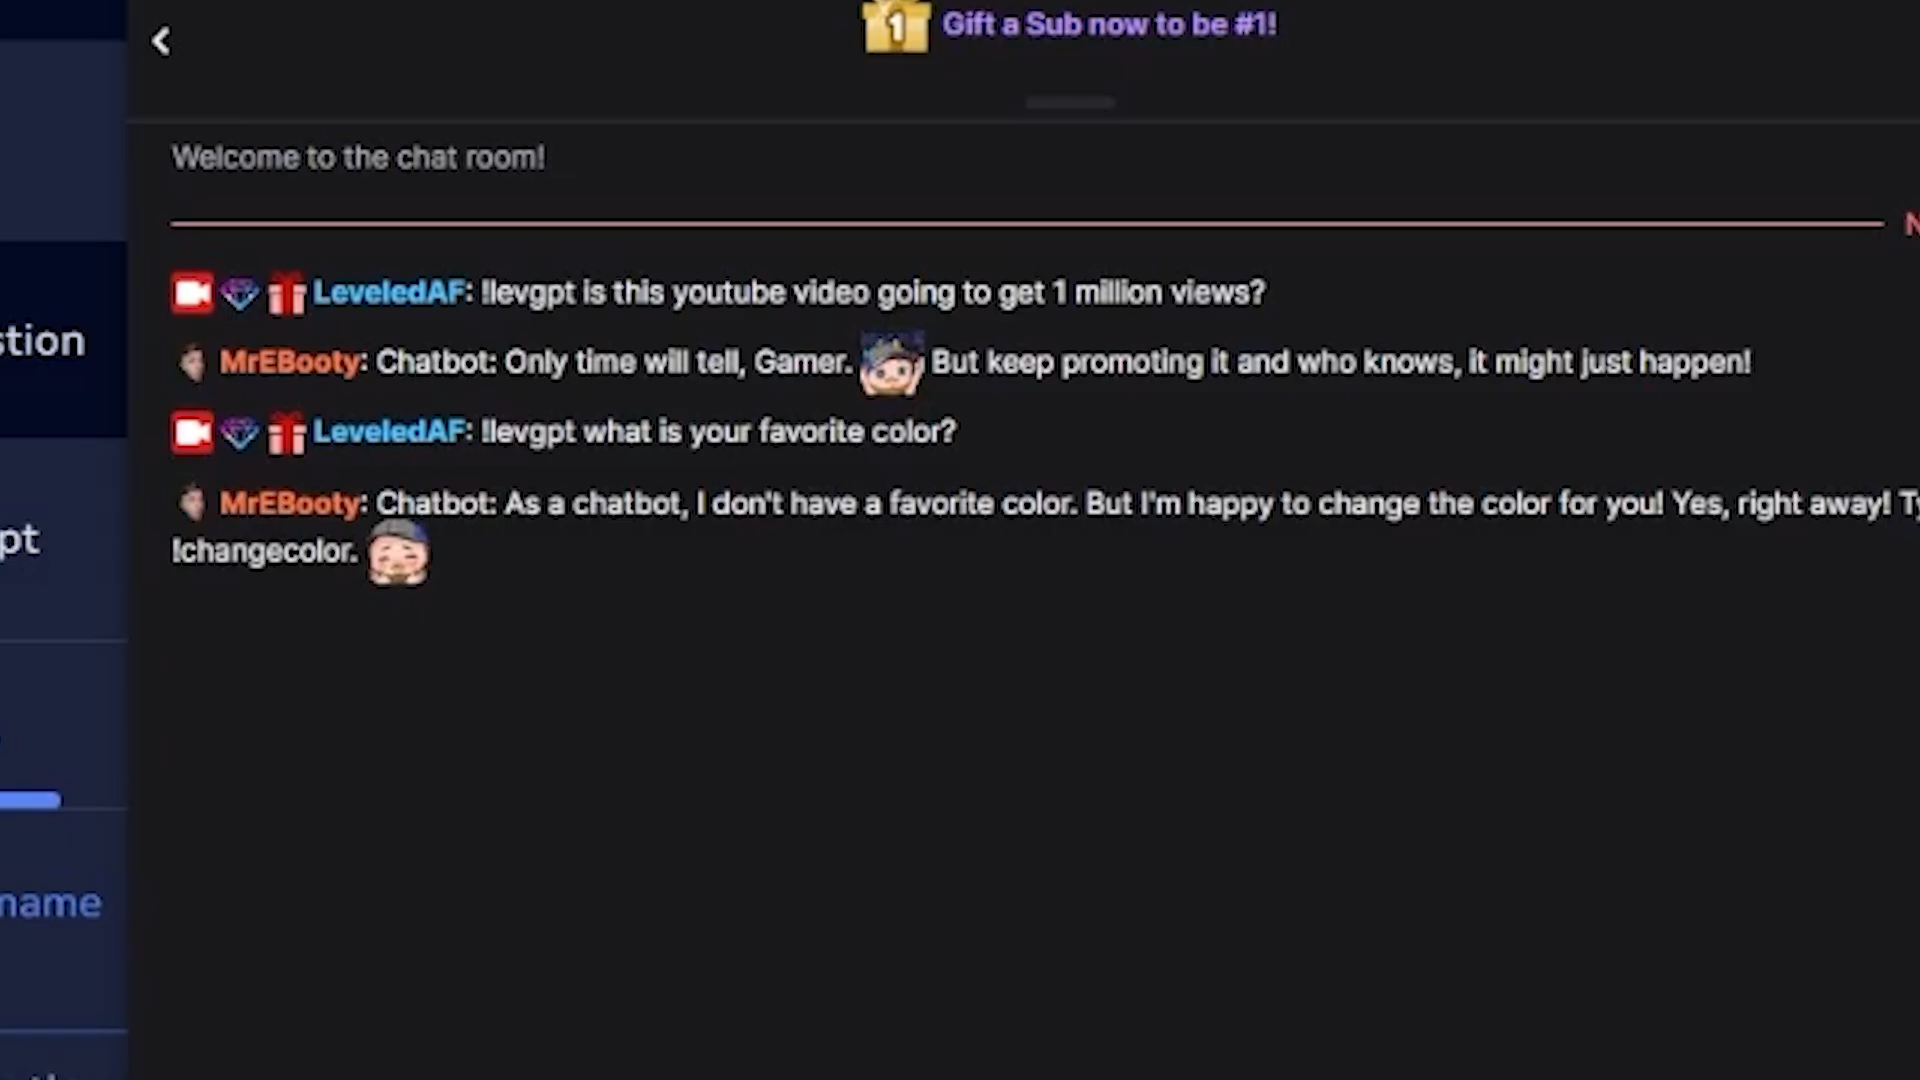 1 Gift a Sub now to be #1!
Welcome to the chat room!
LeveledAF: !levgpt is this youtube video going to get 1 million views?
stion
MrEBooty: Chatbot: Only time will tell, Gamer. But keep promoting it and who knows, it might just happen!
LeveledAF: !levgpt what is your favorite color?
MrEBooty: Chatbot: As a chatbot, I don't have a favorite color. But I'm happy to change the color for you! Yes, right away! Ty
pt
!changecolor.
name